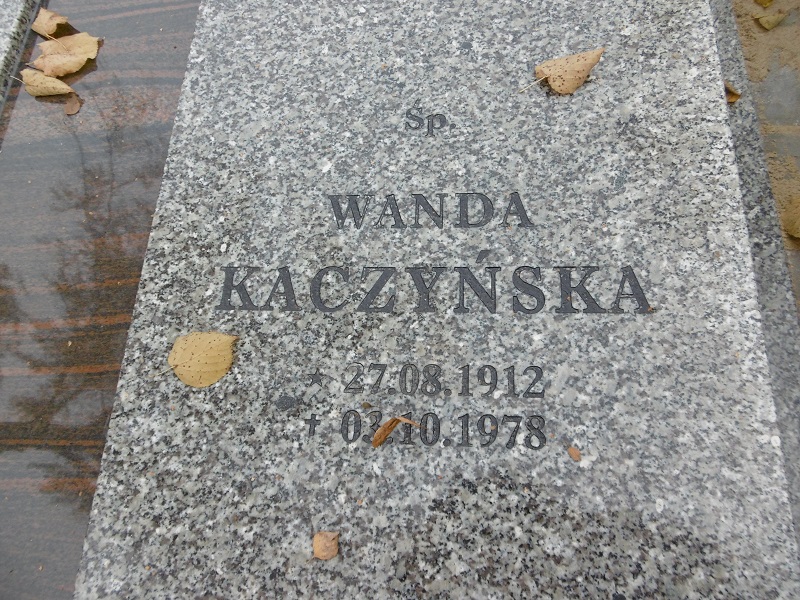 Śp.
WANDA
KACZYŃSKA
* 27.08.1912
† 03.10.1978